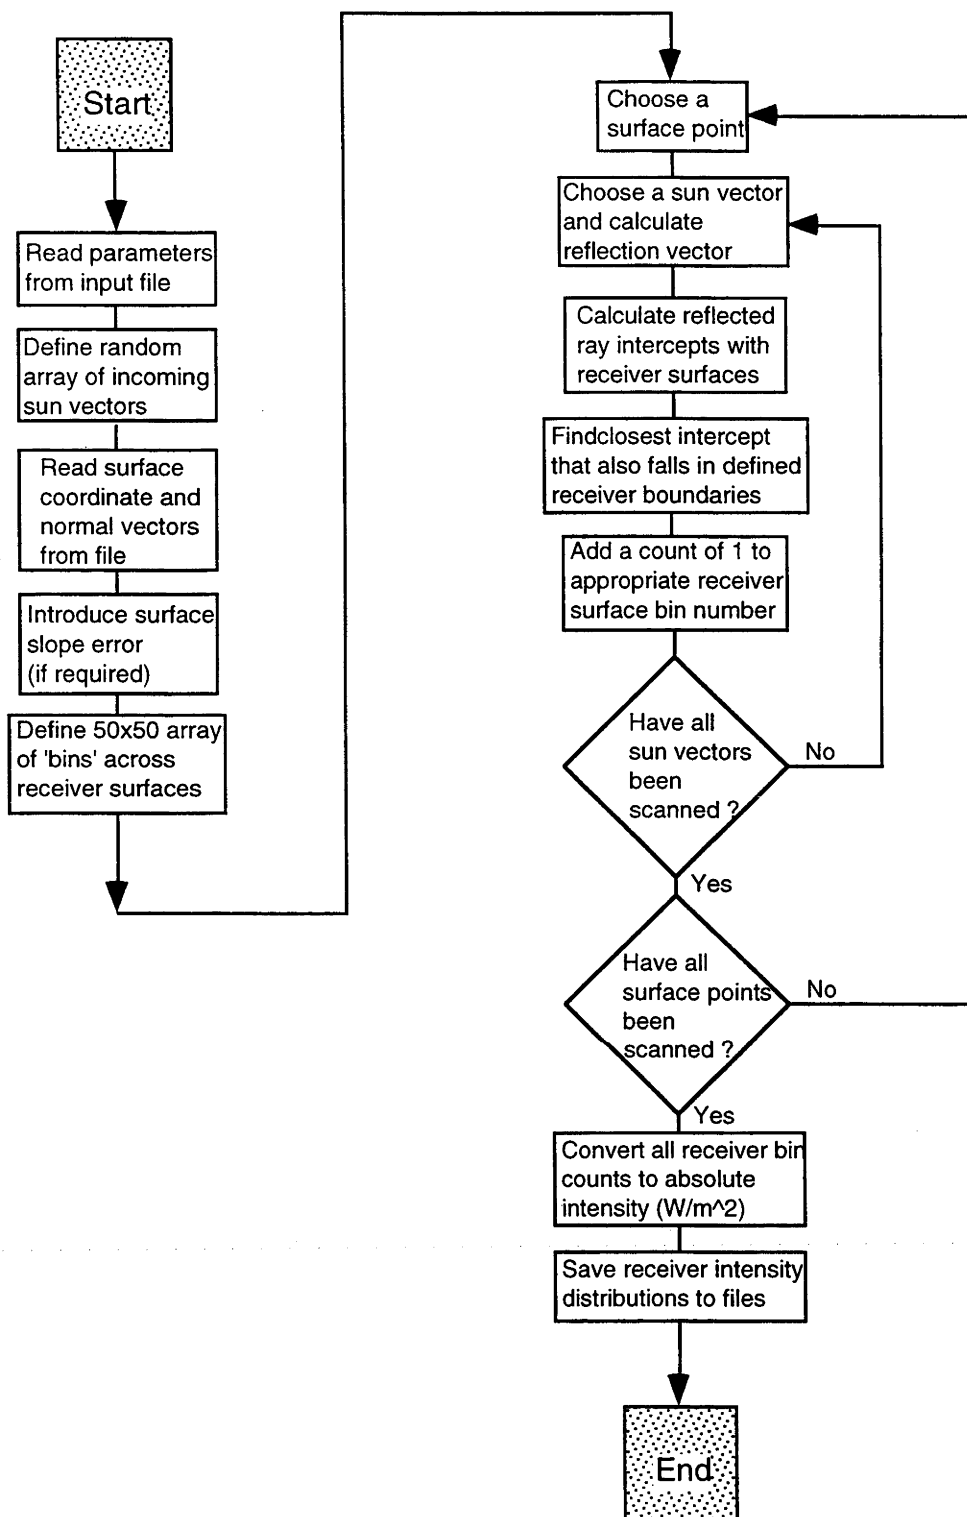 Start
Read parameters
from input file
Define random
array of incoming
sun vectors
Read surface
coordinate and
normal vectors
from file
Introduce surface
slope error
(if required)
Define 50x50 array
of 'bins' across
receiver surfaces
Choose a
surface point
Choose a sun vector
and calculate
reflection vector
Calculate reflected
ray intercepts with
receiver surfaces
Findclosest intercept
that also falls in defined
receiver boundaries
Add a count of 1 to
appropriate receiver
surface bin number
Have all
sun vectors
been
scanned ?
No
Yes
Have all
surface points
been
scanned ?
No
Yes
Convert all receiver bin
counts to absolute
intensity (W/m^2)
Save receiver intensity
distributions to files
End